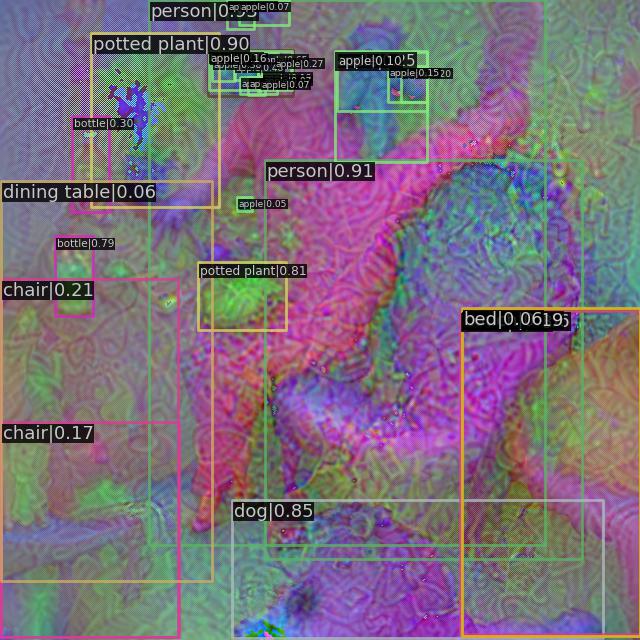 person|0.93
apple|0.07
potted plant|0.90
apple|0.16
apple|0.27
apple|0.07
apple|0.10
apple|0.15
bottle|0.30
person|0.91
dining table|0.06
apple|0.05
bottle|0.79
potted plant|0.81
chair|0.21
bed|0.06
chair|0.17
dog|0.85